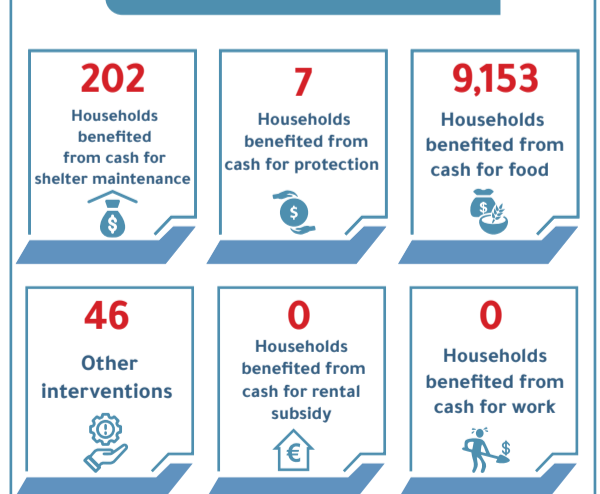 202
Households
benefited
from cash for
shelter maintenance
$
7
Households
benefited from
cash for protection
$
9,153
Households
benefited from
cash for food
$
46
Other
interventions
0
Households
benefited from
cash for rental
subsidy
€
0
Households
benefited from
cash for work
$